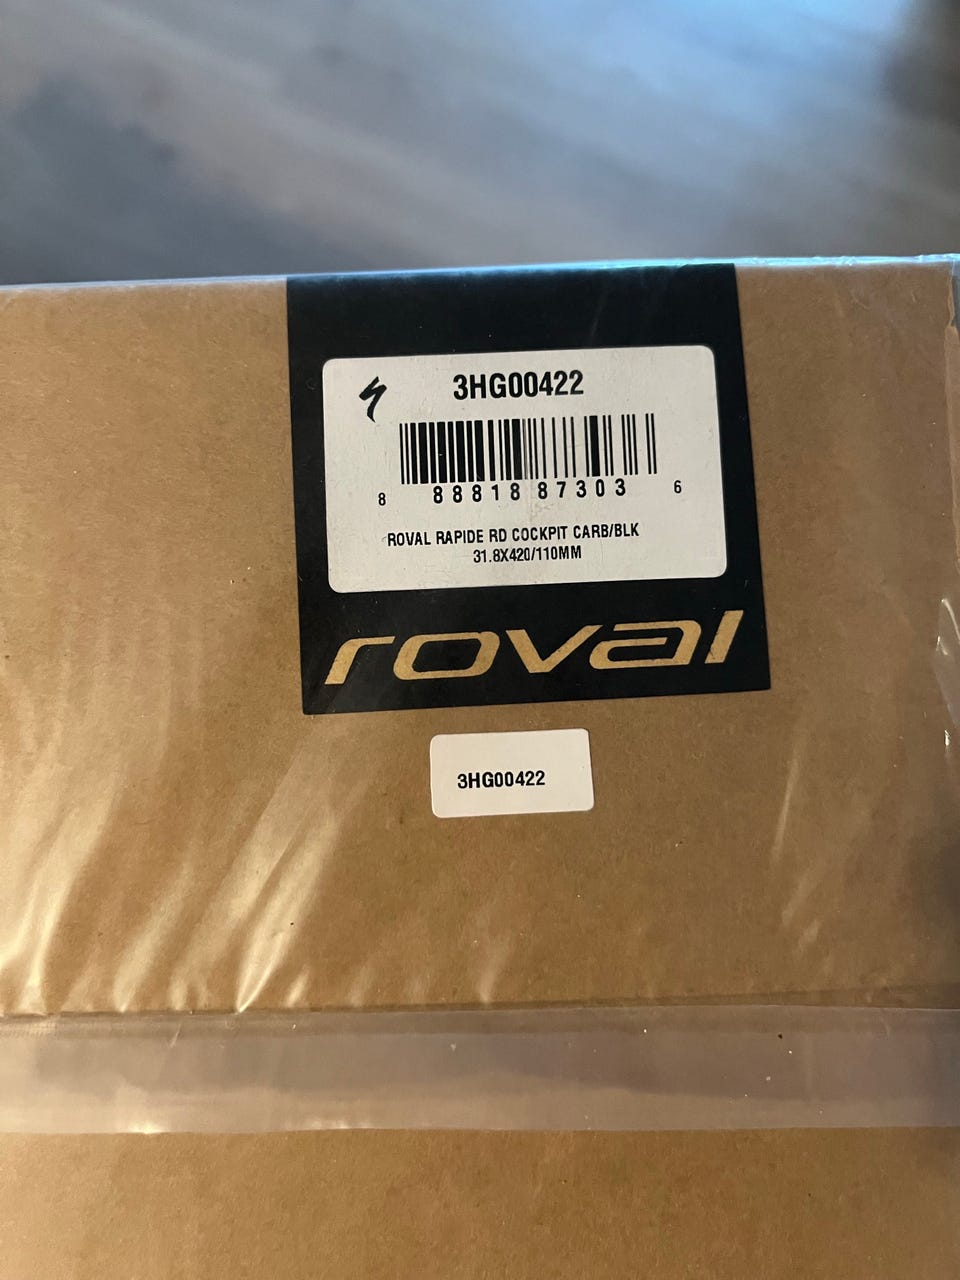 3HG00422
8 88818 87303 6
ROVAL RAPIDE RD COCKPIT CARB/BLK
31.8X420/110MM
roval
3HG00422